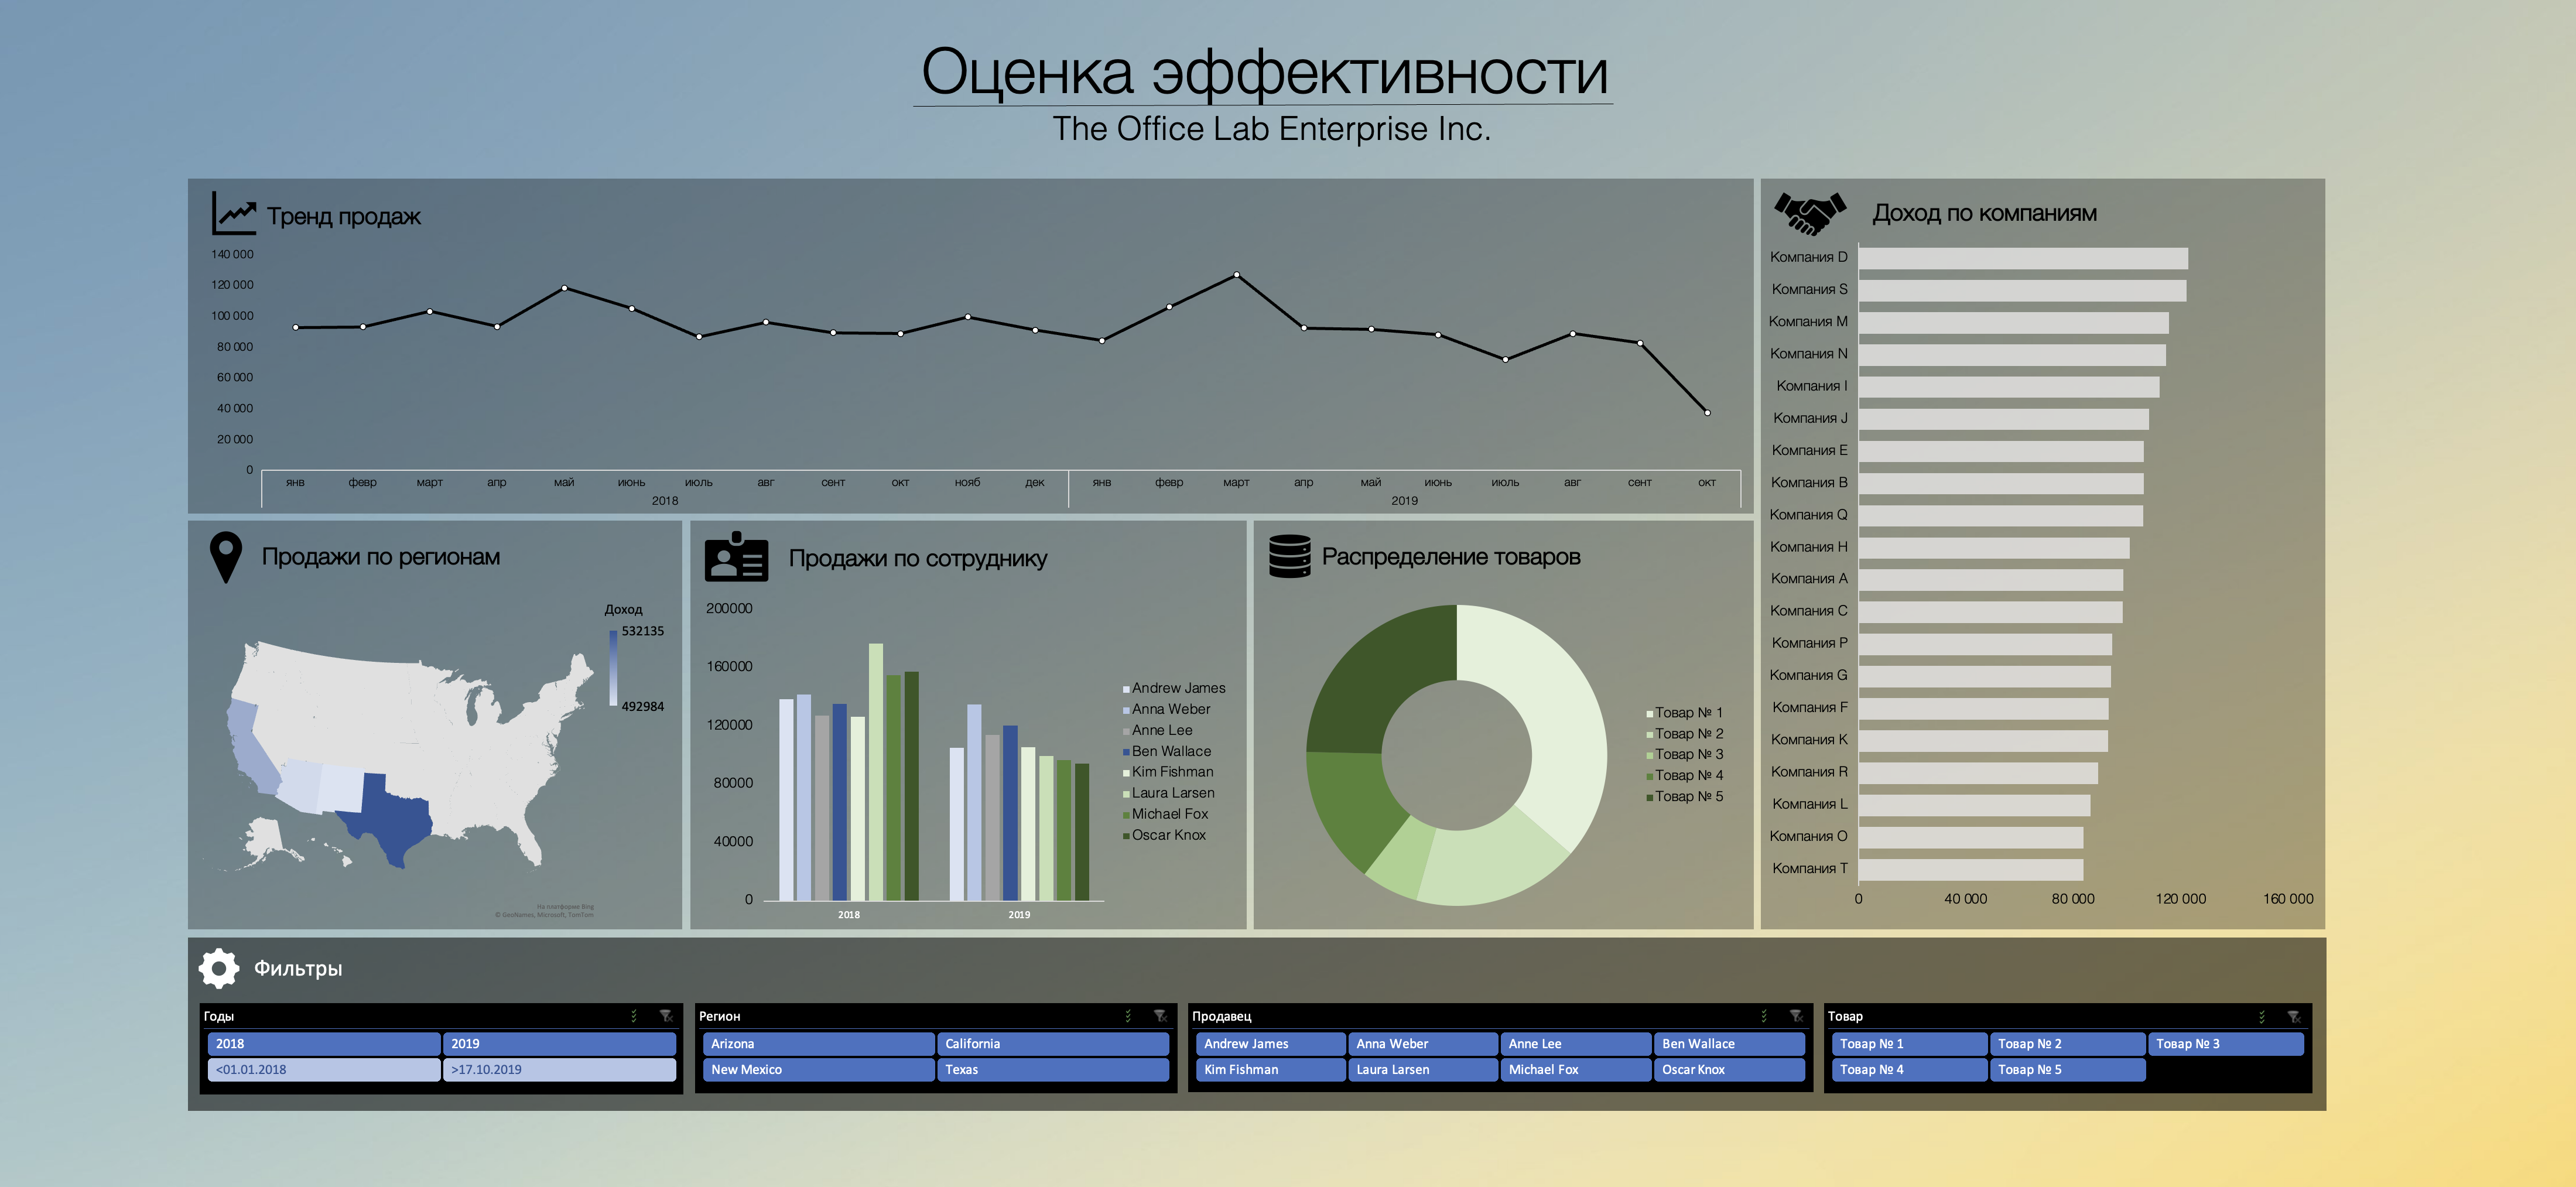 Оценка эффективности
The Office Lab Enterprise Inc.
Тренд продаж
140 000
120 000
100 000
80 000
60 000
40 000
20 000
0
янв февр март апр май июнь июль авг сент окт нояб дек янв февр март апр май июнь июль авг сент окт
2018 2019
Доход по компаниям
Компания D
Компания S
Компания M
Компания N
Компания I
Компания J
Компания E
Компания B
Компания Q
Компания H
Компания A
Компания C
Компания P
Компания G
Компания F
Компания K
Компания R
Компания L
Компания O
Компания T
0 40 000 80 000 120 000 160 000
Продажи по регионам
Доход
532135
492984
На платформе Bing
© GeoNames, Microsoft, TomTom
Продажи по сотруднику
200000
160000
120000
80000
40000
0
2018 2019
Andrew James
Anna Weber
Anne Lee
Ben Wallace
Kim Fishman
Laura Larsen
Michael Fox
Oscar Knox
Распределение товаров
Товар № 1
Товар № 2
Товар № 3
Товар № 4
Товар № 5
Фильтры
Годы
2018 2019
<01.01.2018 >17.10.2019
Регион
Arizona California
New Mexico Texas
Продавец
Andrew James Anna Weber Anne Lee Ben Wallace
Kim Fishman Laura Larsen Michael Fox Oscar Knox
Товар
Товар № 1 Товар № 2 Товар № 3
Товар № 4 Товар № 5